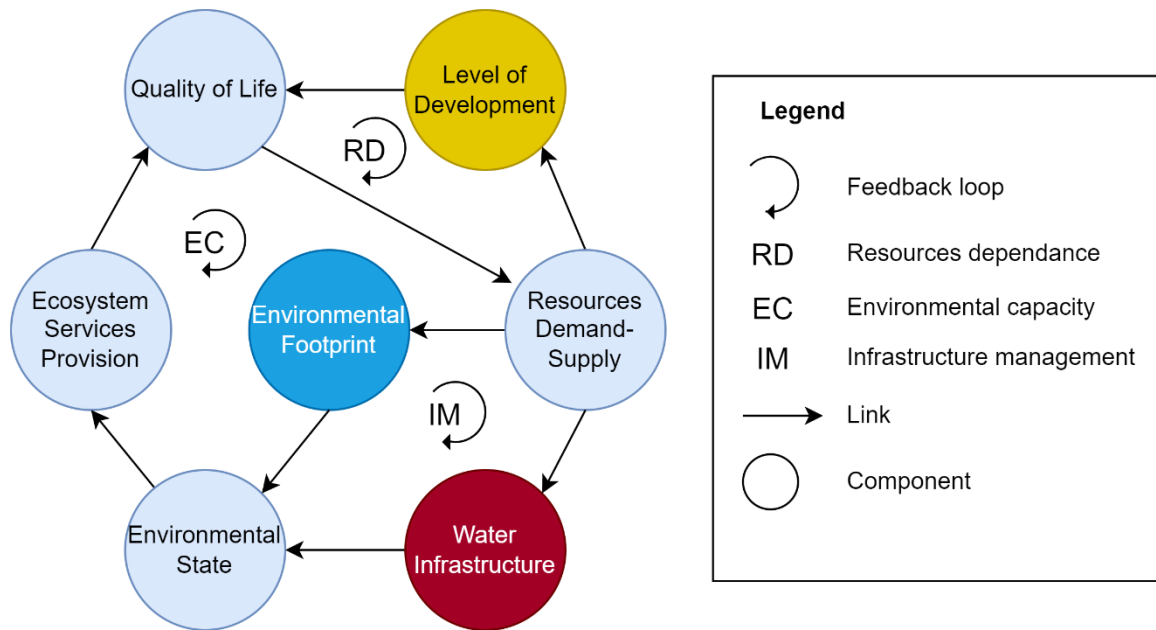 Quality of Life
Level of
Development
RD
EC
Ecosystem
Services
Provision
Environmental
Footprint
Resources
Demand-
Supply
IM
Environmental
State
Water
Infrastructure
Legend
Feedback loop
RD Resources dependance
EC Environmental capacity
IM Infrastructure management
Link
Component